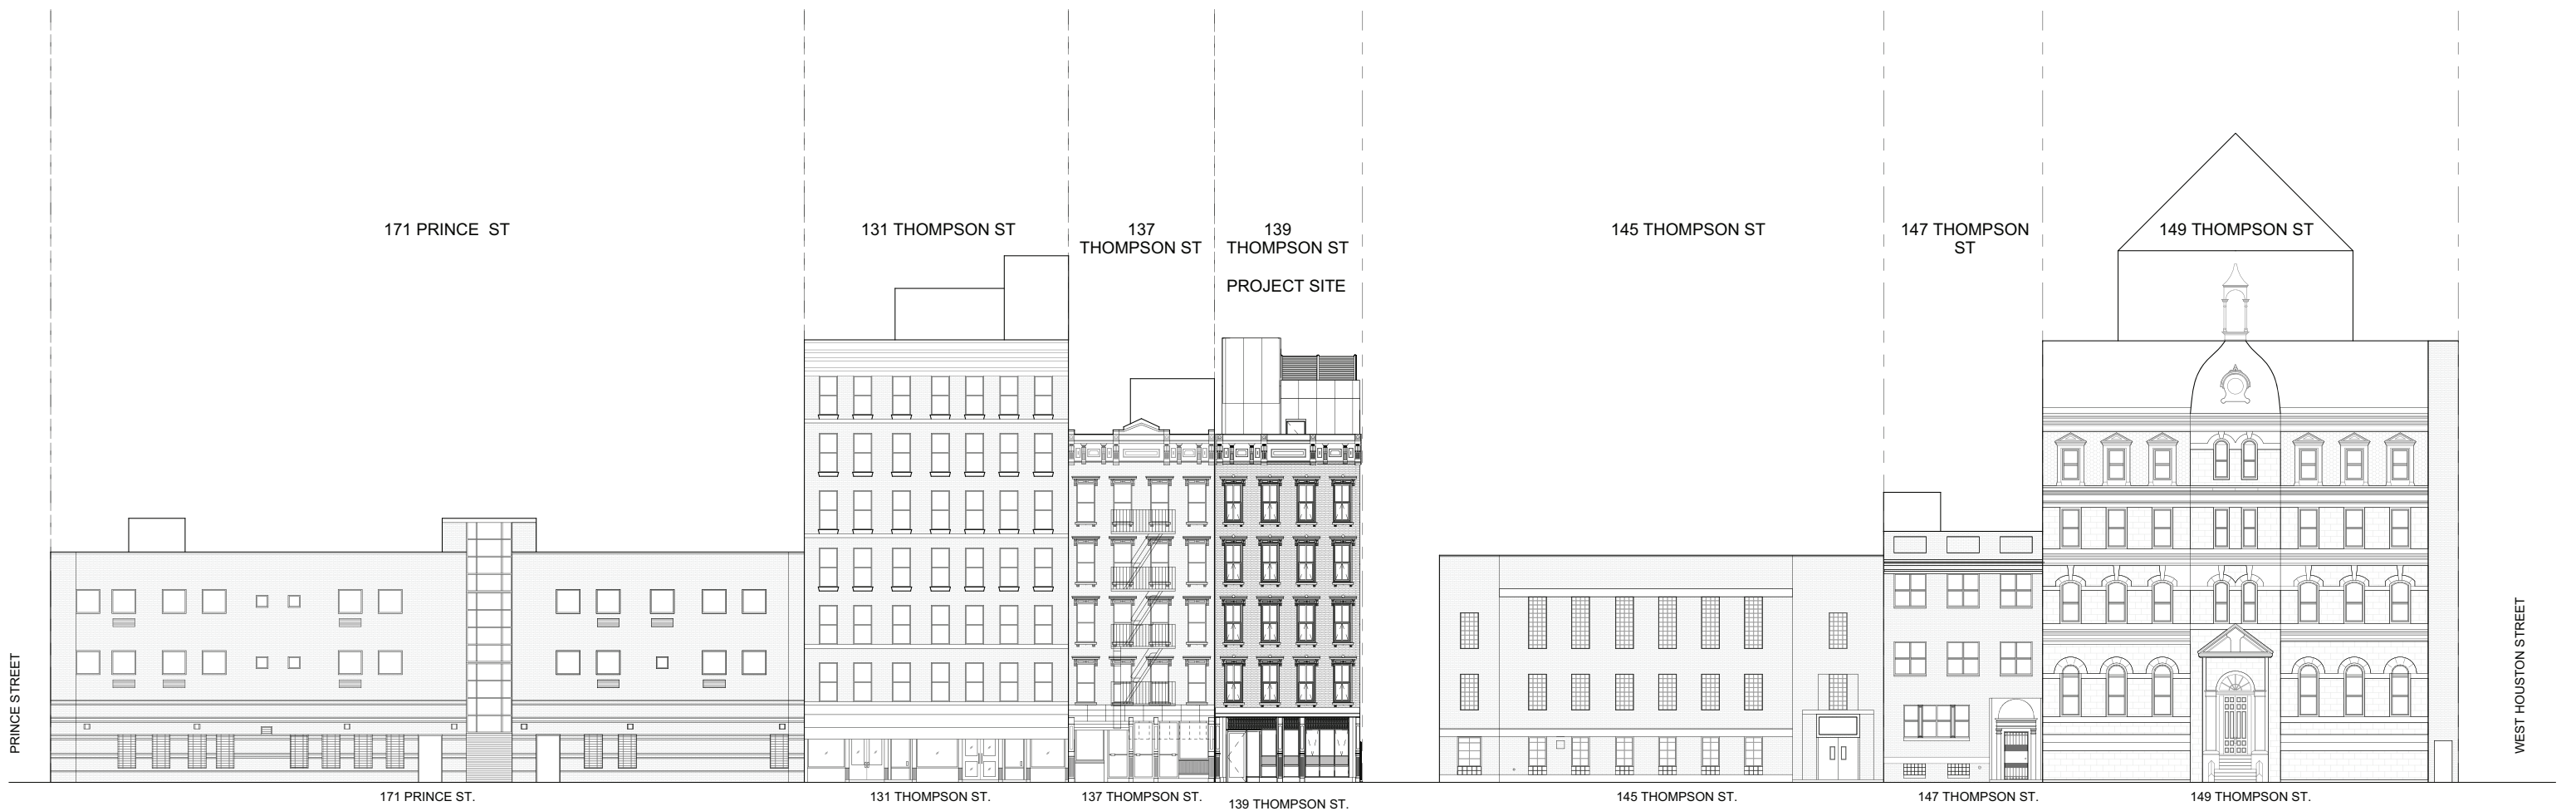 171 PRINCE ST
131 THOMPSON ST
137
THOMPSON ST
139
THOMPSON ST
PROJECT SITE
145 THOMPSON ST
147 THOMPSON
ST
149 THOMPSON ST
PRINCE STREET
WEST HOUSTON STREET
171 PRINCE ST.
131 THOMPSON ST.
137 THOMPSON ST.
139 THOMPSON ST.
145 THOMPSON ST.
147 THOMPSON ST.
149 THOMPSON ST.